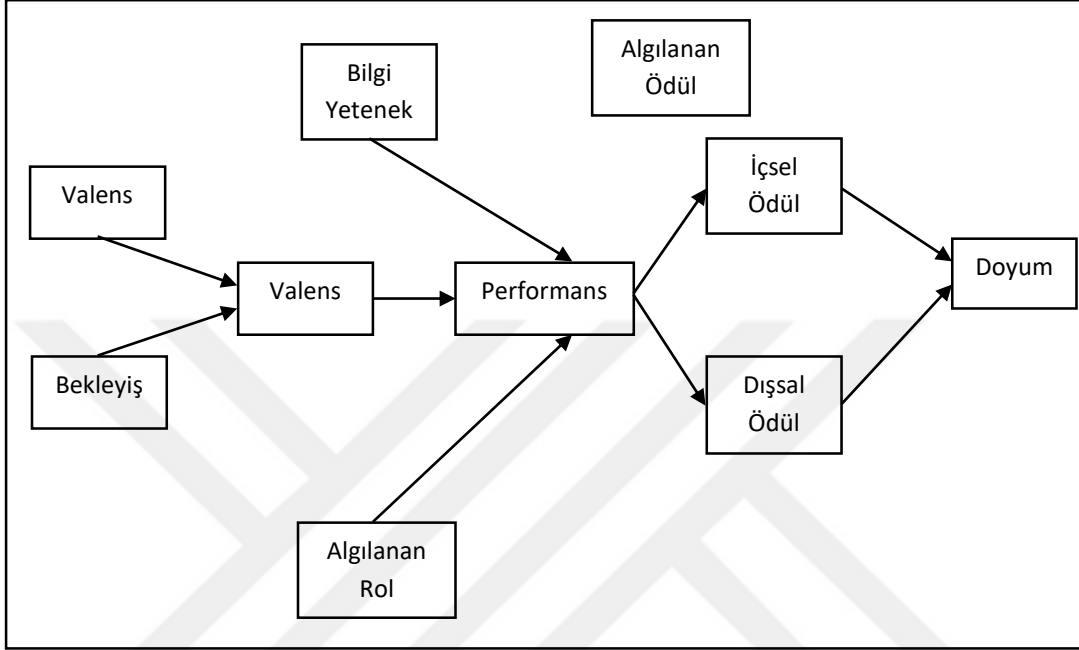 Bilgi
Yetenek
Algılanan
Ödül
İçsel
Ödül
Valens
Doyum
Valens
Performans
Bekleyiş
Dışsal
Ödül
Algılanan
Rol